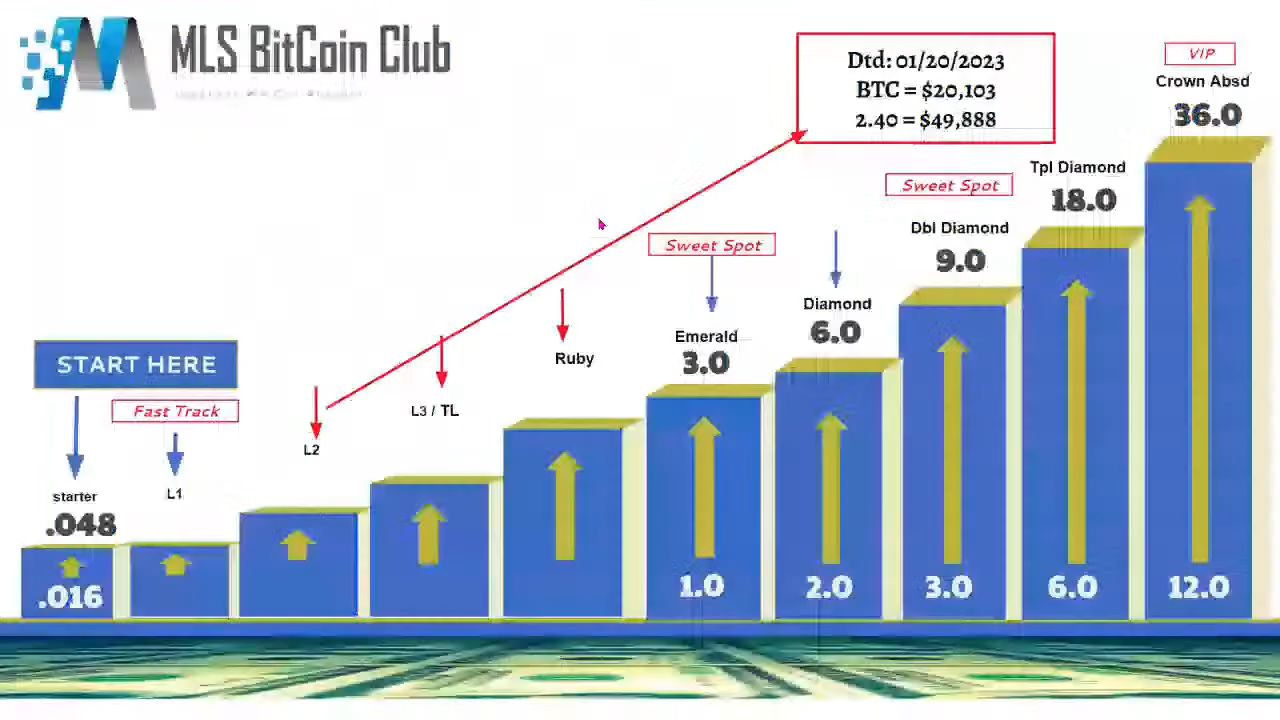 MLS BitCoin Club
Dtd: 01/20/2023
BTC = $20,103
2.40 = $49,888
VIP
Crown Absd
36.0
Tpl Diamond
18.0
Sweet Spot
Dbl Diamond
9.0
Sweet Spot
Diamond
6.0
Emerald
3.0
Ruby
START HERE
Fast Track
L3 / TL
L2
L1
starter
.048
.016
1.0
2.0
3.0
6.0
12.0